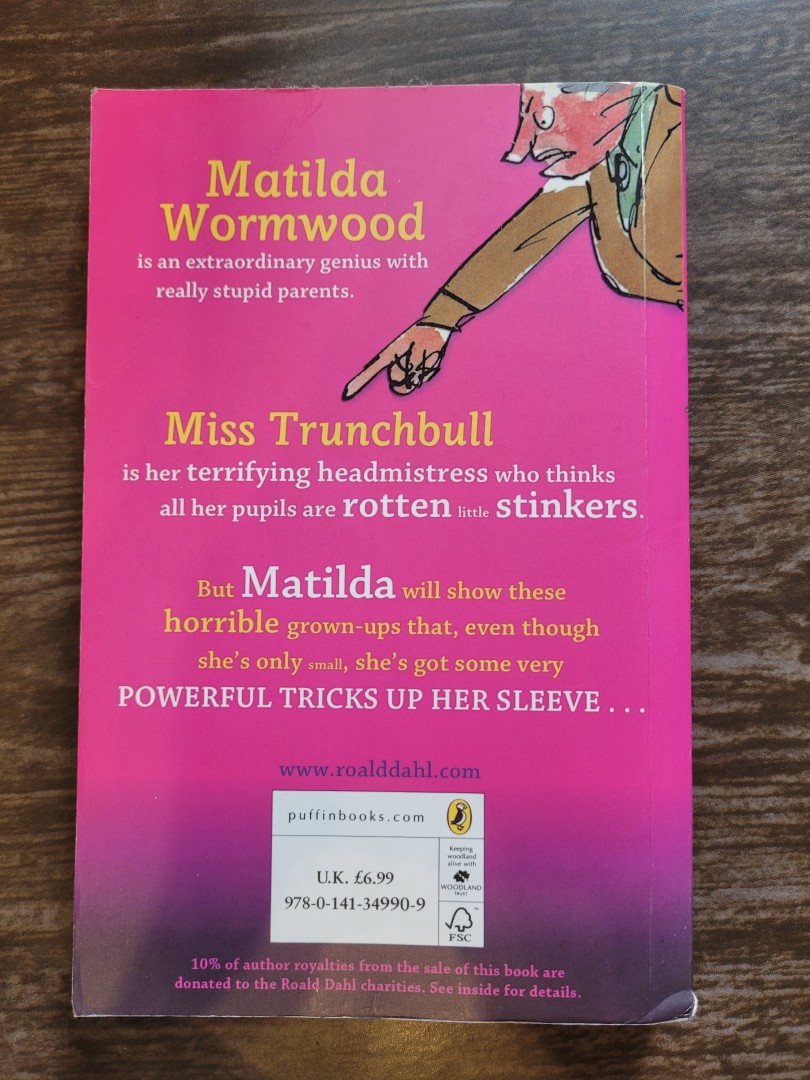 Matilda
Wormwood
is an extraordinary genius with
really stupid parents.
Miss Trunchbull
is her terrifying headmistress who thinks
all her pupils are rotten little stinkers.
But Matilda will show these
horrible grown-ups that, even though
she's only small, she's got some very
POWERFUL TRICKS UP HER SLEEVE . . .
www.roalddahl.com
puffinbooks.com
U.K. £6.99
978-0-141-34990-9
Keeping
woodland
alive with
WOODLAND
TRUST
FSC
™
10% of author royalties from the sale of this book are
donated to the Roald Dahl charities. See inside for details.